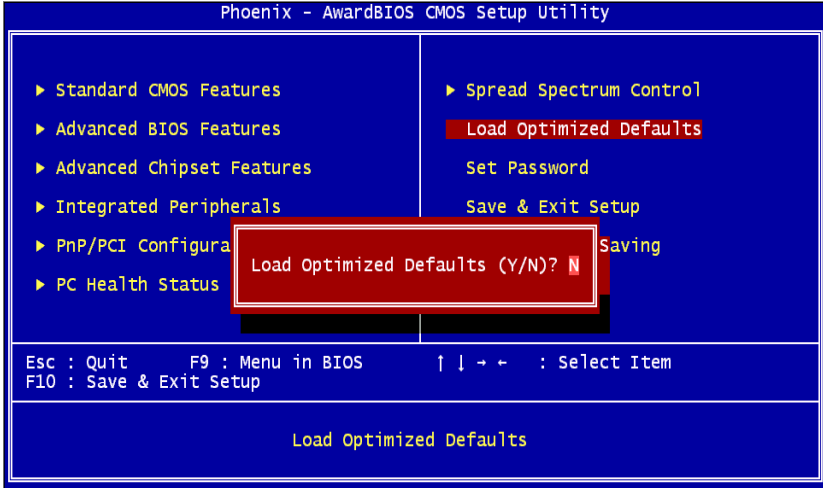 Phoenix - AwardBIOS CMOS Setup Utility
▶ Standard CMOS Features
▶ Advanced BIOS Features
▶ Advanced Chipset Features
▶ Integrated Peripherals
▶ PnP/PCI Configura
▶ PC Health Status
▶ Spread Spectrum Control
Load Optimized Defaults
Set Password
Save & Exit Setup
Saving
Load Optimized Defaults (Y/N)? N
Esc : Quit F9 : Menu in BIOS ↑ ↓ → ← : Select Item
F10 : Save & Exit Setup
Load Optimized Defaults